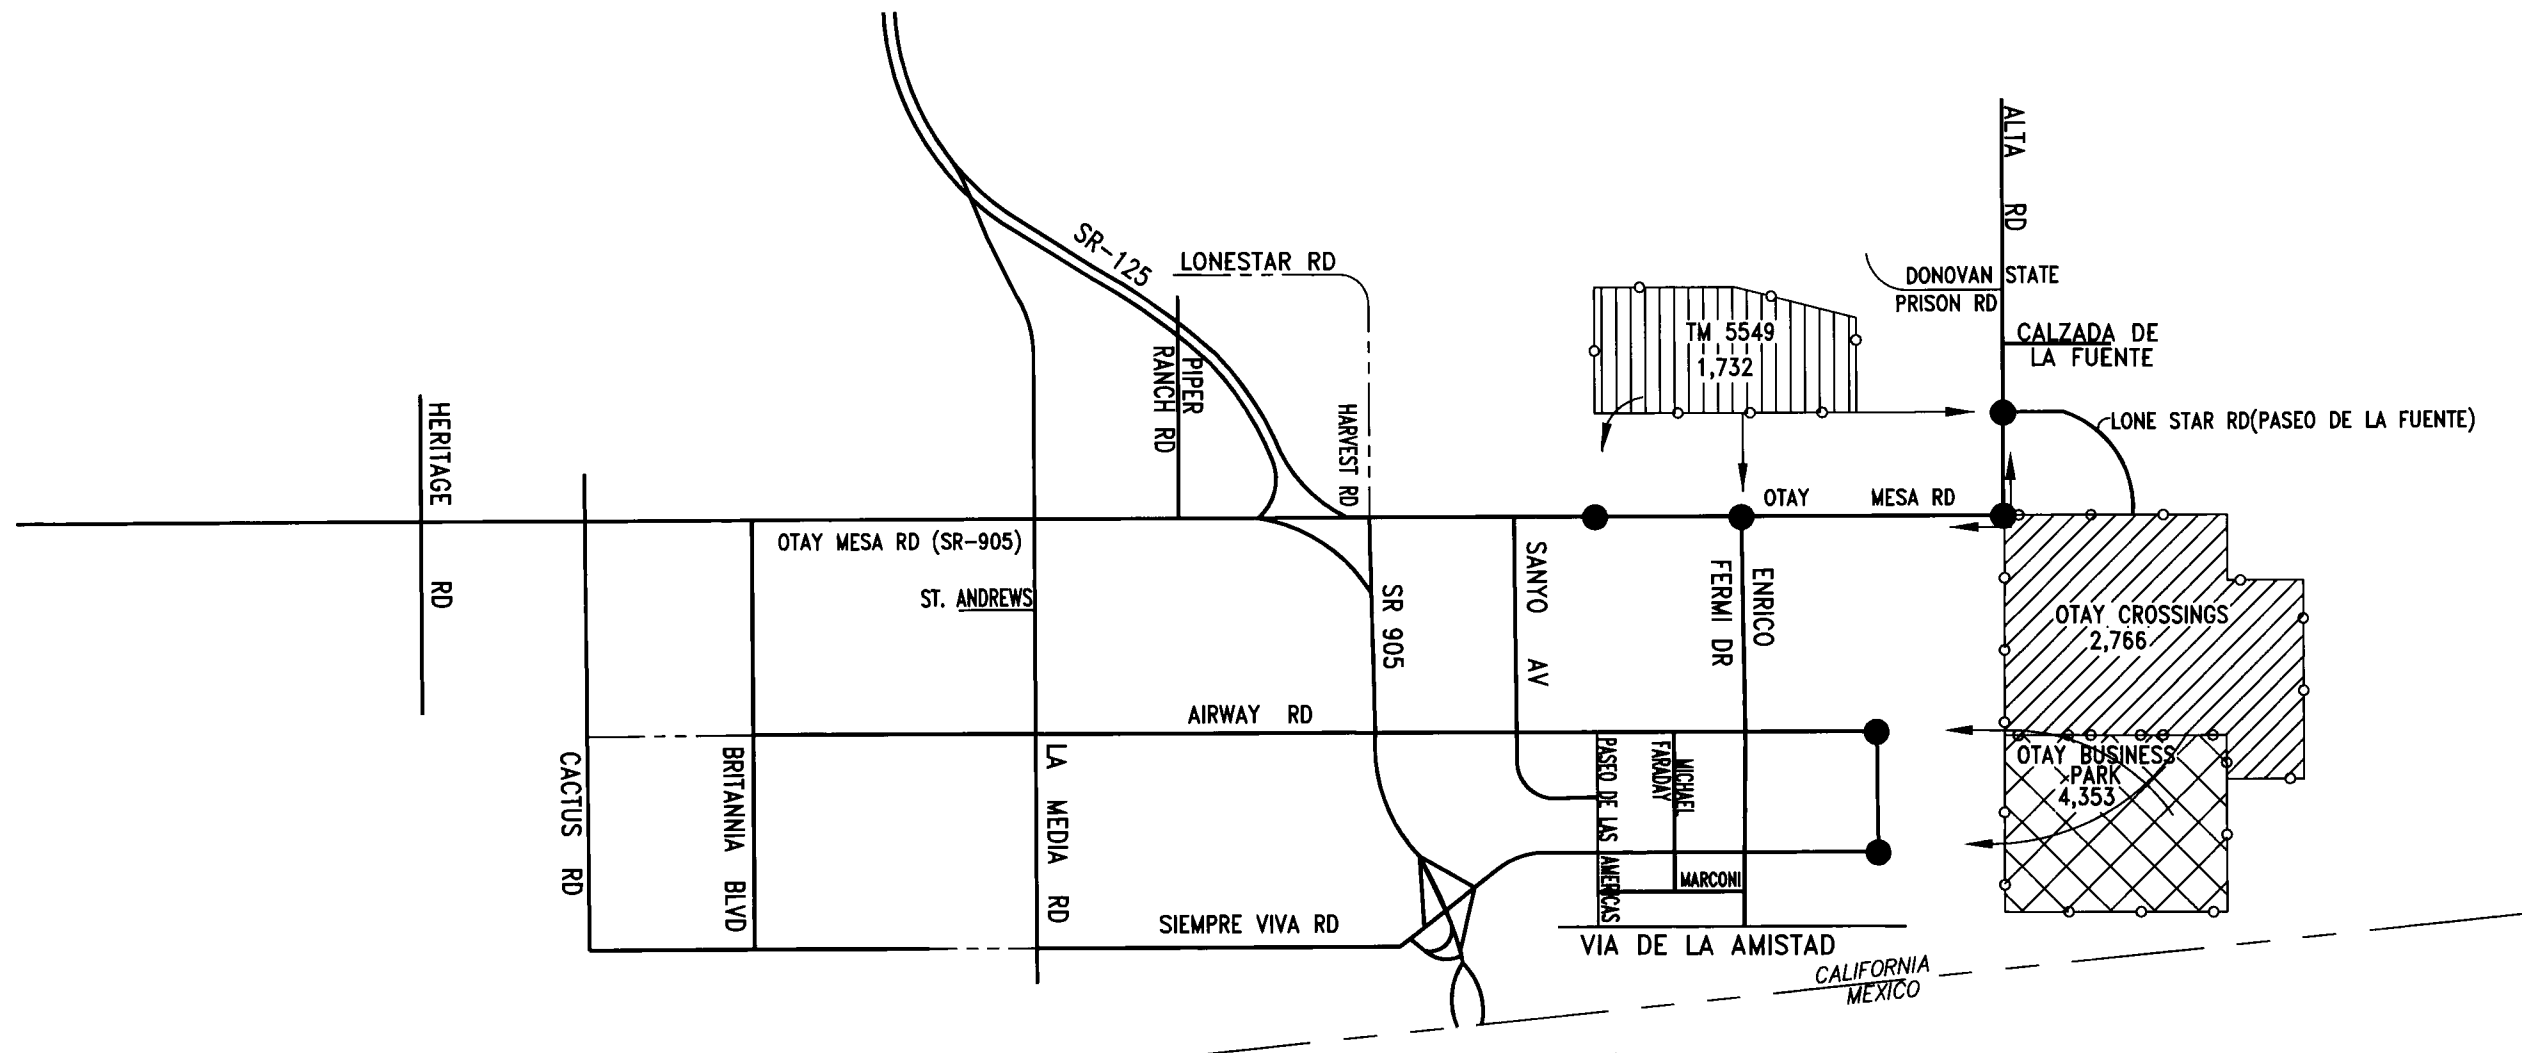 ALTA RD
SR-125
LONESTAR RD
DONOVAN STATE
PRISON RD
TM 5549
1,732
CALZADA DE
LA FUENTE
PIPER
RANCH RD
HERITAGE RD
HARVEST RD
LONE STAR RD(PASEO DE LA FUENTE)
OTAY MESA RD
OTAY MESA RD (SR-905)
ST. ANDREWS
SR 905
SANYO AV
ENRICO
FERMI DR
OTAY CROSSINGS
2,766
AIRWAY RD
CACTUS RD
BRITANNIA BLVD
LA MEDIA RD
PASEO DE LAS AMERICAS
MICHAEL
FARADAY
OTAY BUSINESS
PARK
4,353
MARCONI
SIEMPRE VIVA RD
VIA DE LA AMISTAD
CALIFORNIA
MEXICO